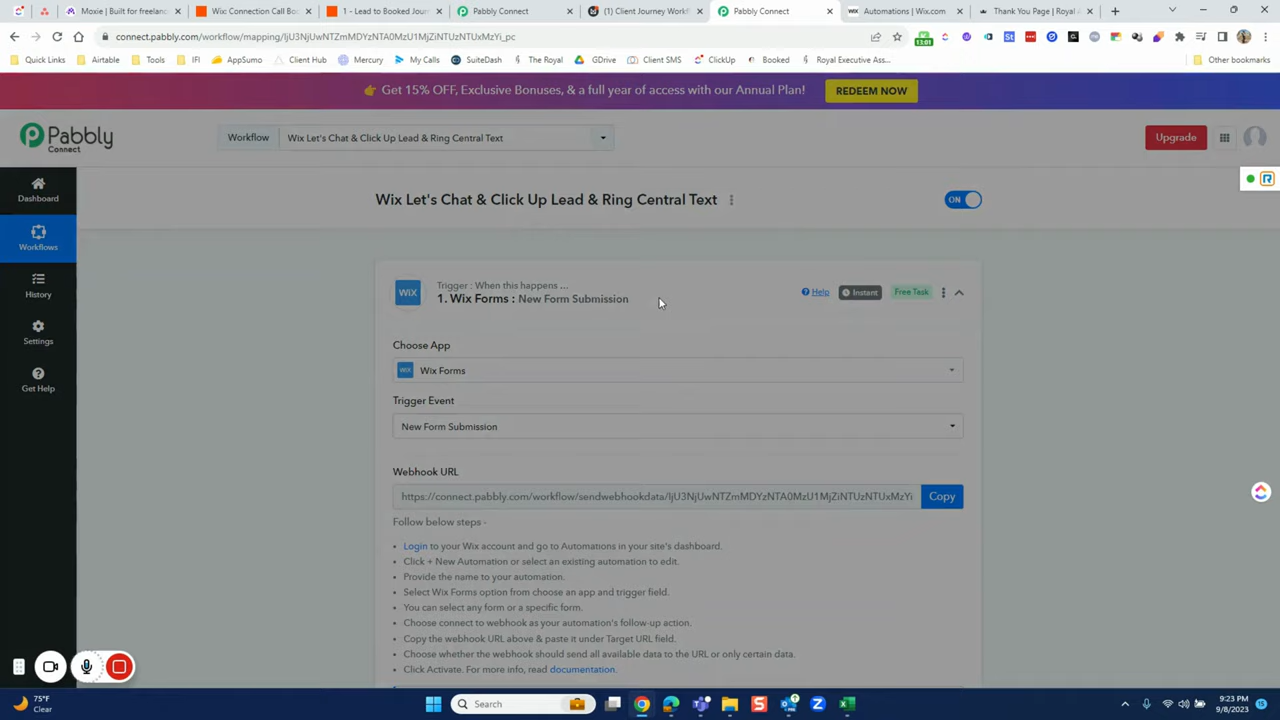 Moxie | Built for freelanc
Wix Connection Call Boo
1 - Lead to Booked Journ
Pabbly Connect
(1) Client Journey Workfl
Pabbly Connect
Automations | Wix.com
Thank You Page | Royal A
connect.pabbly.com/workflow/mapping/IjU3NjUwNTZmMDYzNTA0MzU1MjZiNTUzNTUxMzYi_pc
13:01
Quick Links
Airtable
Tools
IFI
AppSumo
Client Hub
Mercury
My Calls
SuiteDash
The Royal
GDrive
Client SMS
ClickUp
Booked
Royal Executive Ass...
Other bookmarks
Get 15% OFF, Exclusive Bonuses, & a full year of access with our Annual Plan!
REDEEM NOW
Pabbly
Connect
Workflow
Wix Let's Chat & Click Up Lead & Ring Central Text
Upgrade
Dashboard
Workflows
History
Settings
Get Help
Wix Let's Chat & Click Up Lead & Ring Central Text
ON
WIX
Trigger : When this happens ...
1. Wix Forms : New Form Submission
Help
Instant
Free Task
Choose App
WIX
Wix Forms
Trigger Event
New Form Submission
Webhook URL
https://connect.pabbly.com/workflow/sendwebhookdata/IjU3NjUwNTZmMDYzNTA0MzU1MjZiNTUzNTUxMzYi
Copy
Follow below steps -
• Login to your Wix account and go to Automations in your site's dashboard.
• Click + New Automation or select an existing automation to edit.
• Provide the name to your automation.
• Select Wix Forms option from choose an app and trigger field.
• You can select any form or a specific form.
• Choose connect to webhook as your automation's follow-up action.
• Copy the webhook URL above & paste it under Target URL field.
• Choose whether the webhook should send all available data to the URL or only certain data.
• Click Activate. For more info, read documentation.
75°F
Clear
Search
9:23 PM
9/8/2023